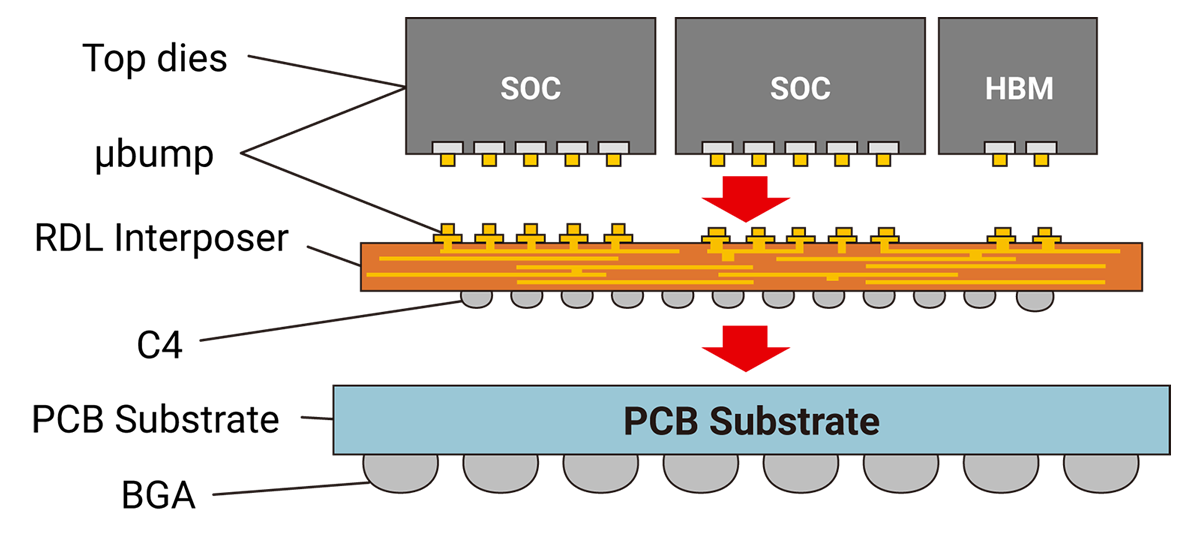 Top dies
SOC
SOC
HBM
μbump
RDL Interposer
C4
PCB Substrate
PCB Substrate
BGA